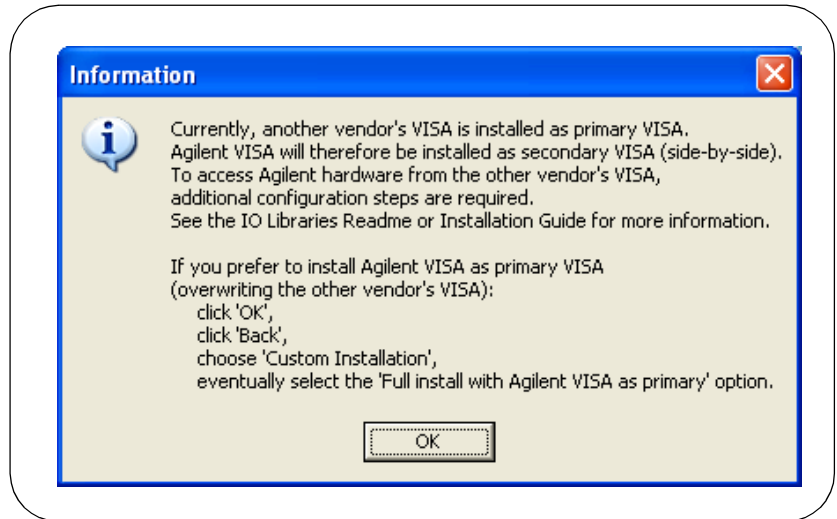 Information
Currently, another vendor's VISA is installed as primary VISA.
Agilent VISA will therefore be installed as secondary VISA (side-by-side).
To access Agilent hardware from the other vendor's VISA,
additional configuration steps are required.
See the IO Libraries Readme or Installation Guide for more information.
If you prefer to install Agilent VISA as primary VISA
(overwriting the other vendor's VISA):
click 'OK',
click 'Back',
choose 'Custom Installation',
eventually select the 'Full install with Agilent VISA as primary' option.
OK